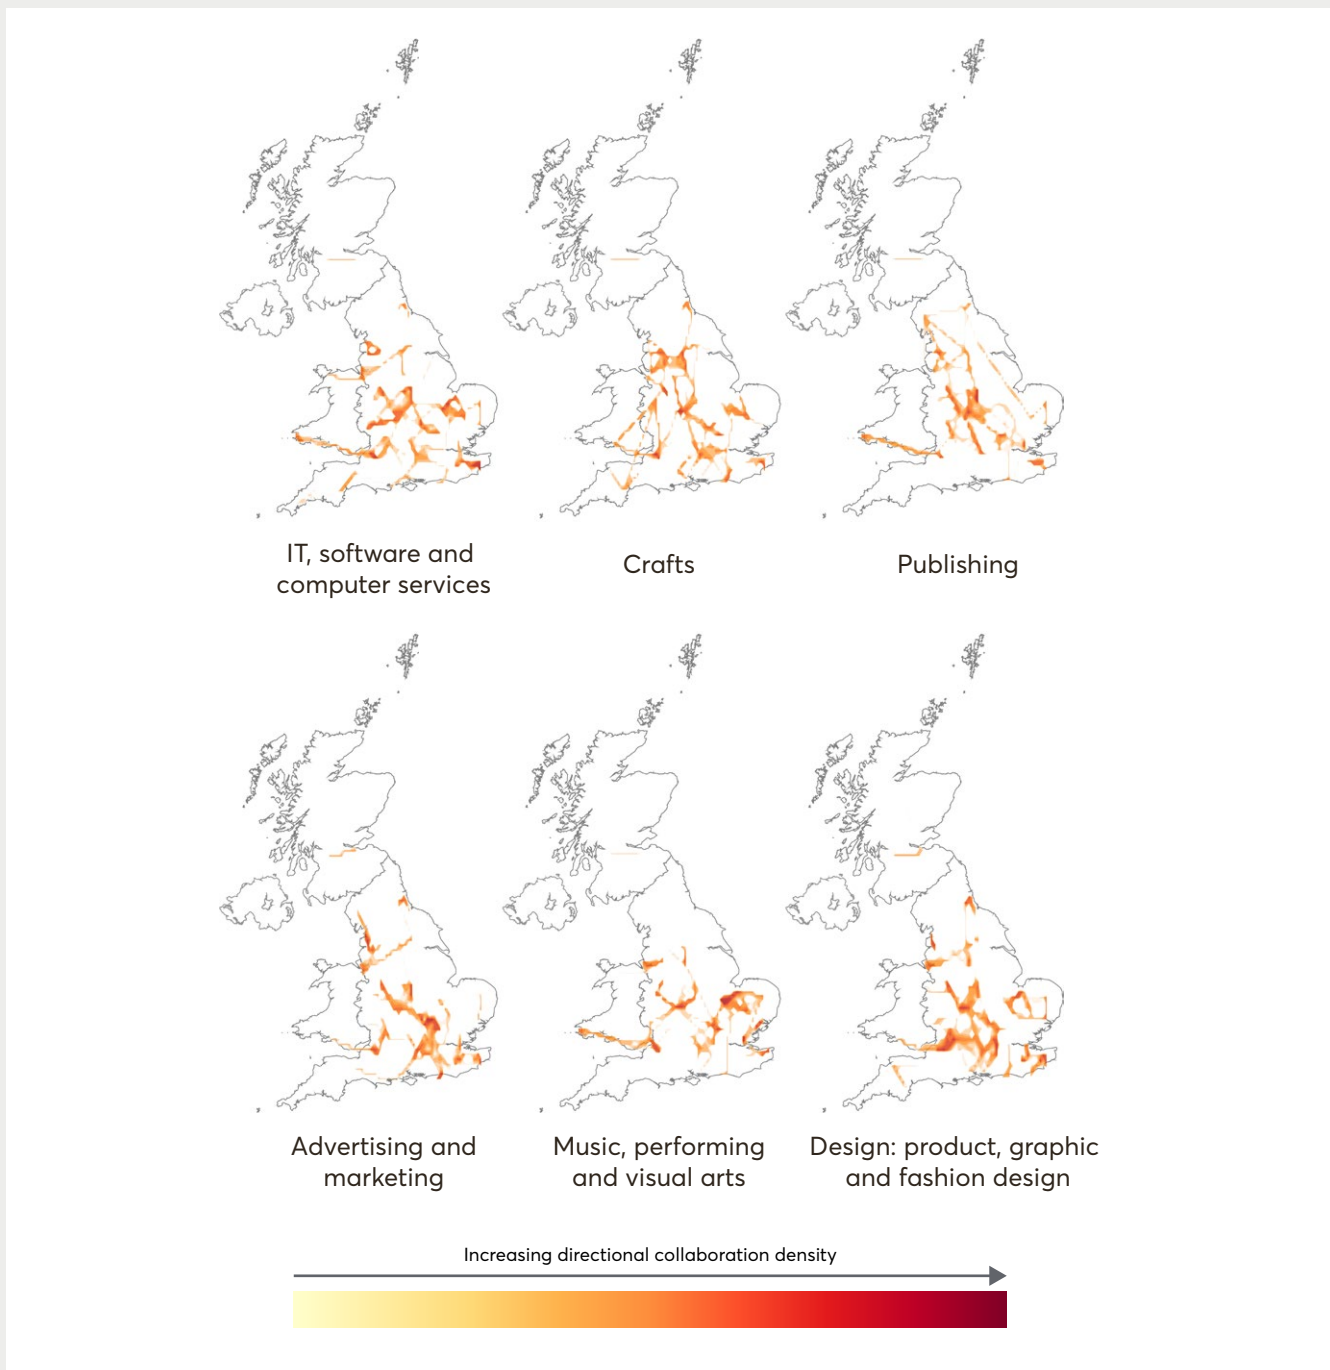 IT, software and
computer services
Crafts
Publishing
Advertising and
marketing
Music, performing
and visual arts
Design: product, graphic
and fashion design
Increasing directional collaboration density